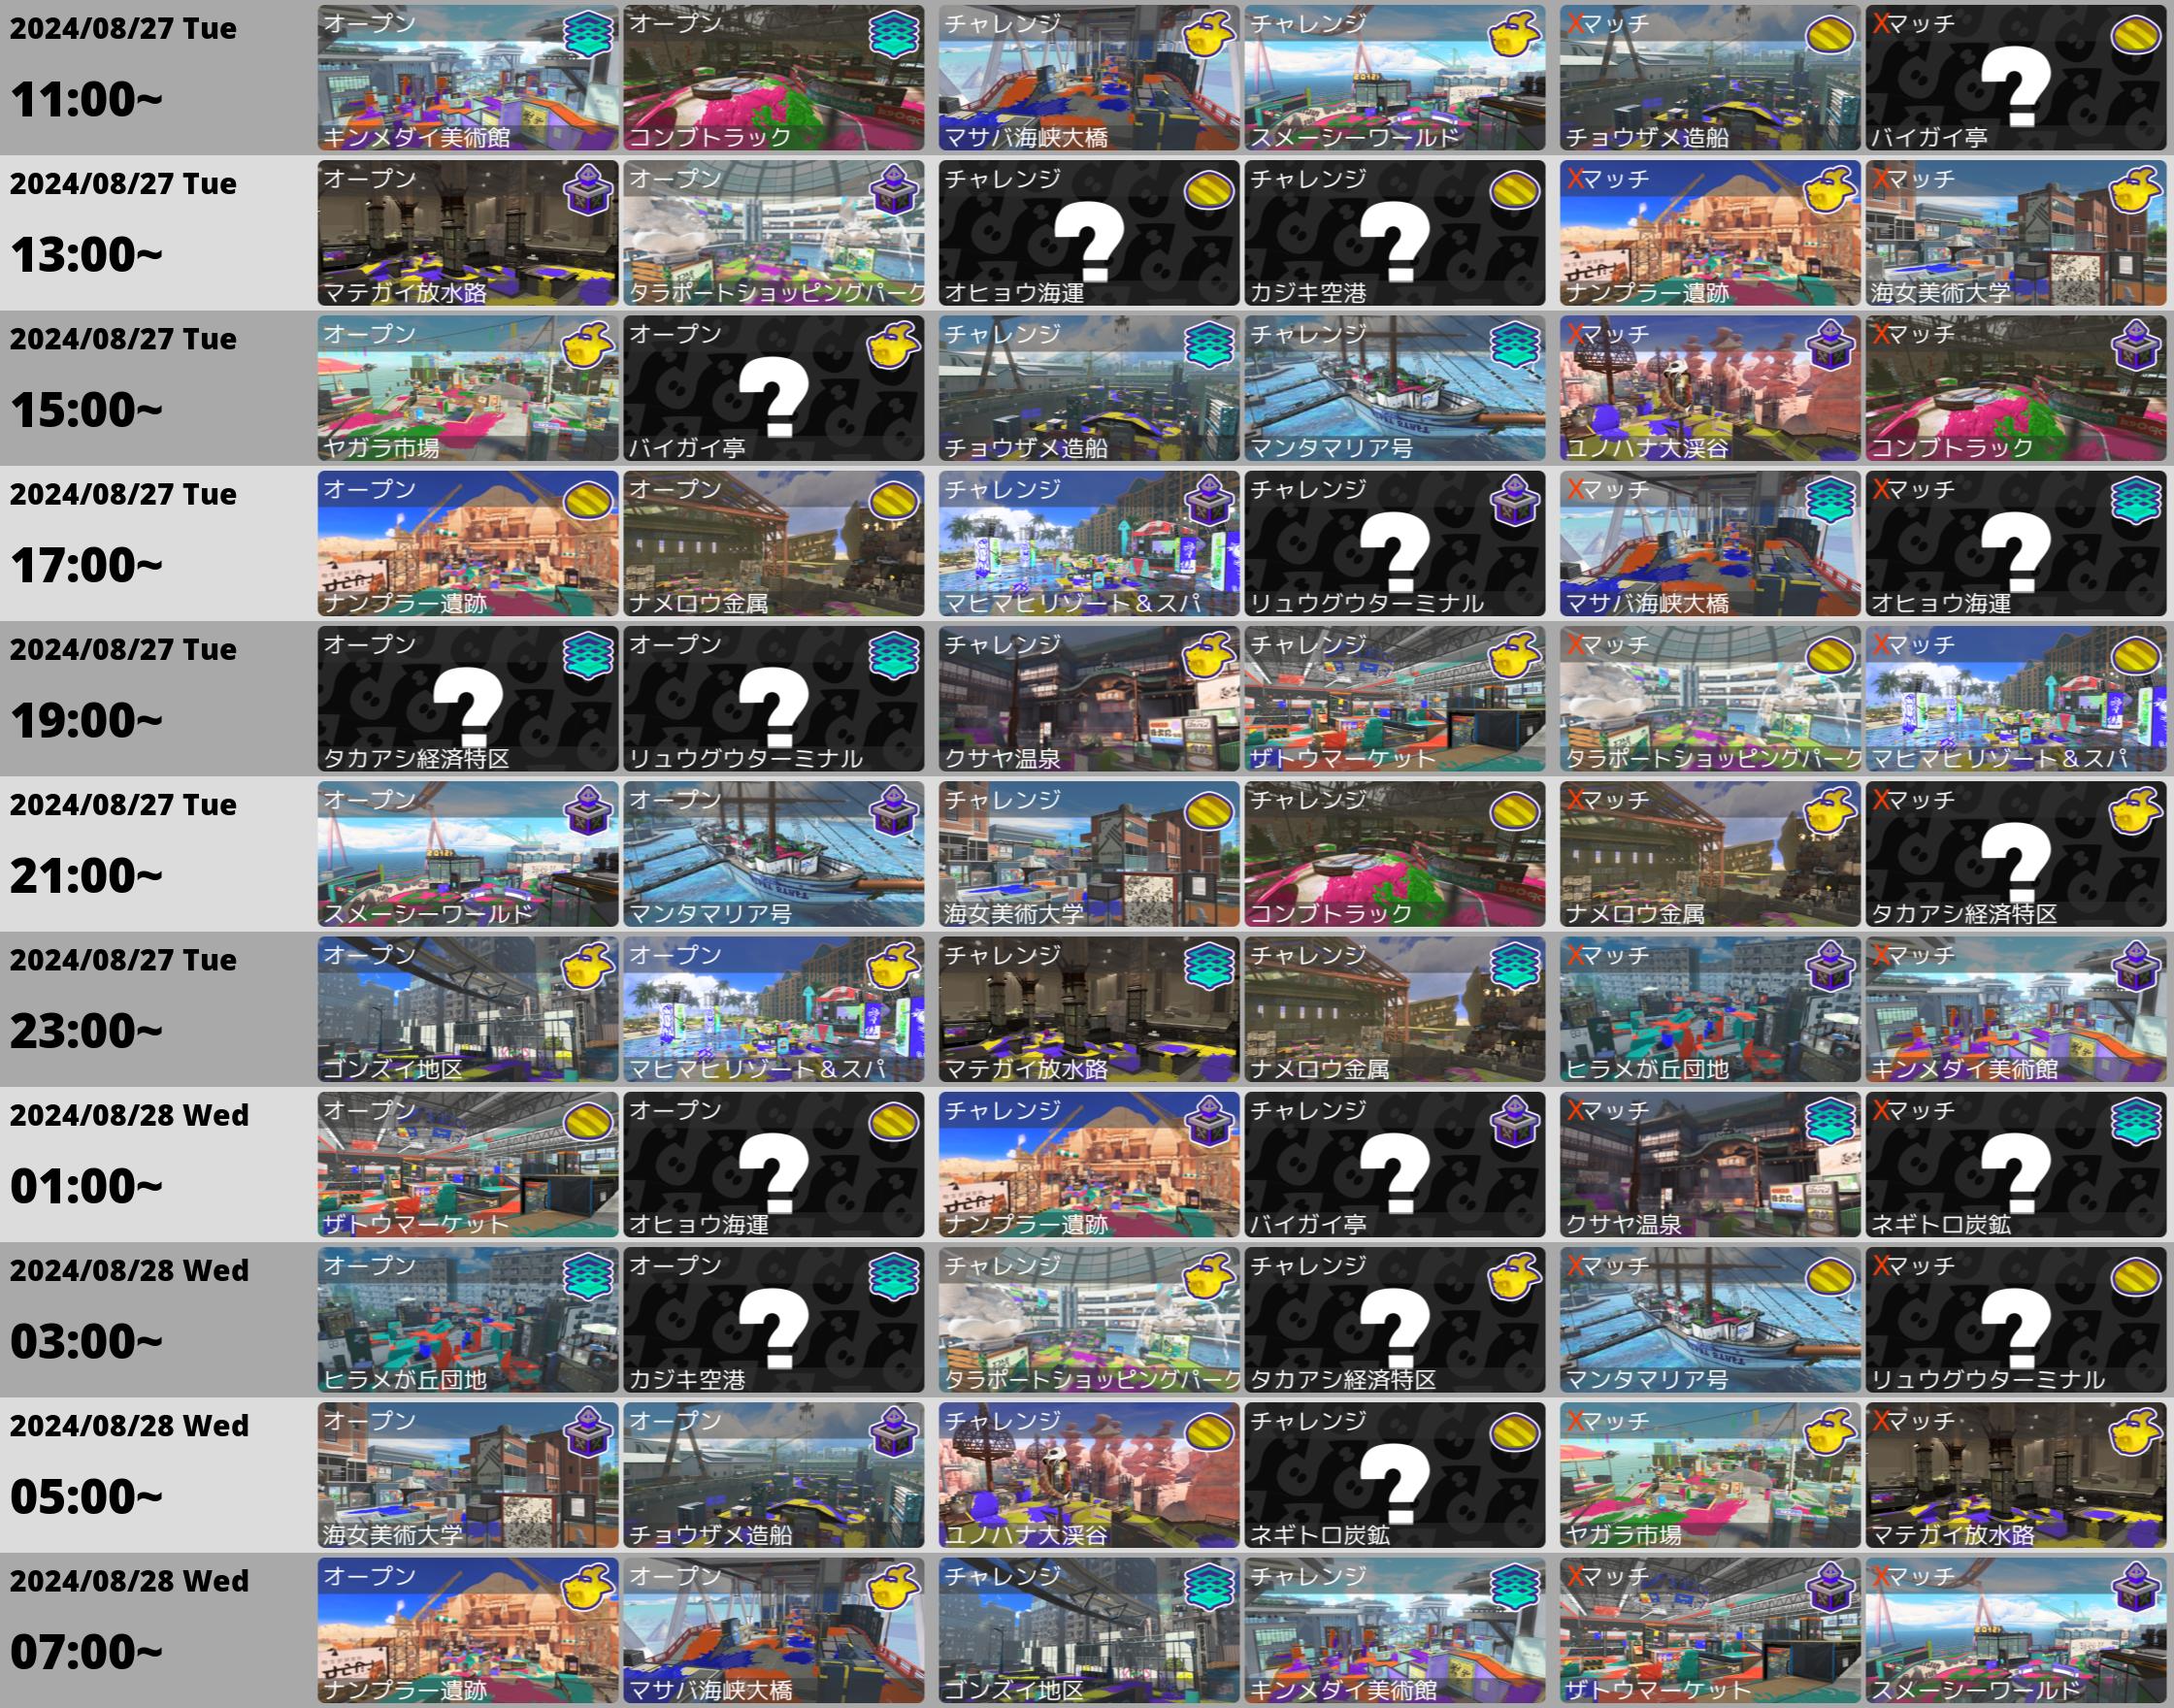 2024/08/27 Tue
11:00~
オープン
キンメダイ美術館
オープン
コンブトラック
チャレンジ
マサバ海峡大橋
チャレンジ
スメーシーワールド
Xマッチ
チョウザメ造船
Xマッチ
?
バイガイ亭
2024/08/27 Tue
13:00~
オープン
マテガイ放水路
オープン
タラポートショッピングパーク
チャレンジ
?
オヒョウ海運
チャレンジ
?
カジキ空港
Xマッチ
ナンプラー遺跡
Xマッチ
海女美術大学
2024/08/27 Tue
15:00~
オープン
ヤガラ市場
オープン
?
バイガイ亭
チャレンジ
チョウザメ造船
チャレンジ
マンタマリア号
Xマッチ
ユノハナ大渓谷
Xマッチ
コンブトラック
2024/08/27 Tue
17:00~
オープン
ナンプラー遺跡
オープン
ナメロウ金属
チャレンジ
マヒマヒリゾート＆スパ
チャレンジ
?
リュウグウターミナル
Xマッチ
マサバ海峡大橋
Xマッチ
?
オヒョウ海運
2024/08/27 Tue
19:00~
オープン
?
タカアシ経済特区
オープン
?
リュウグウターミナル
チャレンジ
クサヤ温泉
チャレンジ
ザトウマーケット
Xマッチ
タラポートショッピングパーク
Xマッチ
マヒマヒリゾート＆スパ
2024/08/27 Tue
21:00~
オープン
スメーシーワールド
オープン
マンタマリア号
チャレンジ
海女美術大学
チャレンジ
コンブトラック
Xマッチ
ナメロウ金属
Xマッチ
?
タカアシ経済特区
2024/08/27 Tue
23:00~
オープン
ゴンズイ地区
オープン
マヒマヒリゾート＆スパ
チャレンジ
マテガイ放水路
チャレンジ
ナメロウ金属
Xマッチ
ヒラメが丘団地
Xマッチ
キンメダイ美術館
2024/08/28 Wed
01:00~
オープン
ザトウマーケット
オープン
?
オヒョウ海運
チャレンジ
ナンプラー遺跡
チャレンジ
?
バイガイ亭
Xマッチ
クサヤ温泉
Xマッチ
?
ネギトロ炭鉱
2024/08/28 Wed
03:00~
オープン
ヒラメが丘団地
オープン
?
カジキ空港
チャレンジ
タラポートショッピングパーク
チャレンジ
?
タカアシ経済特区
Xマッチ
マンタマリア号
Xマッチ
?
リュウグウターミナル
2024/08/28 Wed
05:00~
オープン
海女美術大学
オープン
チョウザメ造船
チャレンジ
ユノハナ大渓谷
チャレンジ
?
ネギトロ炭鉱
Xマッチ
ヤガラ市場
Xマッチ
マテガイ放水路
2024/08/28 Wed
07:00~
オープン
ナンプラー遺跡
オープン
マサバ海峡大橋
チャレンジ
ゴンズイ地区
チャレンジ
キンメダイ美術館
Xマッチ
ザトウマーケット
Xマッチ
スメーシーワールド